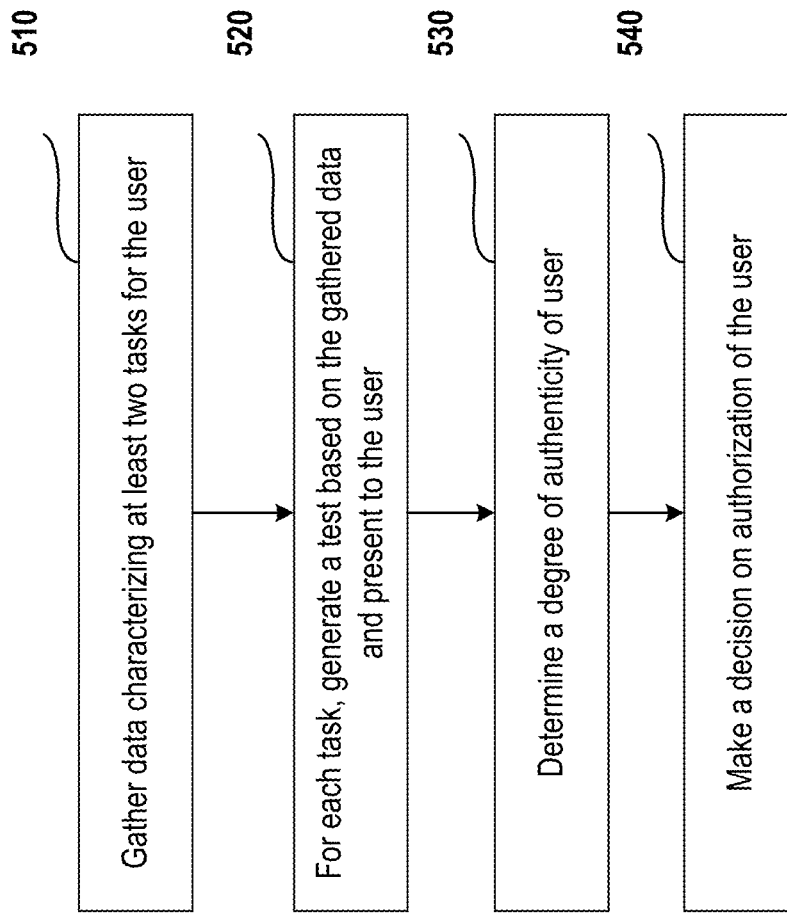 510
Gather data characterizing at least two tasks for the user
520
For each task, generate a test based on the gathered data
and present to the user
530
Determine a degree of authenticity of user
540
Make a decision on authorization of the user